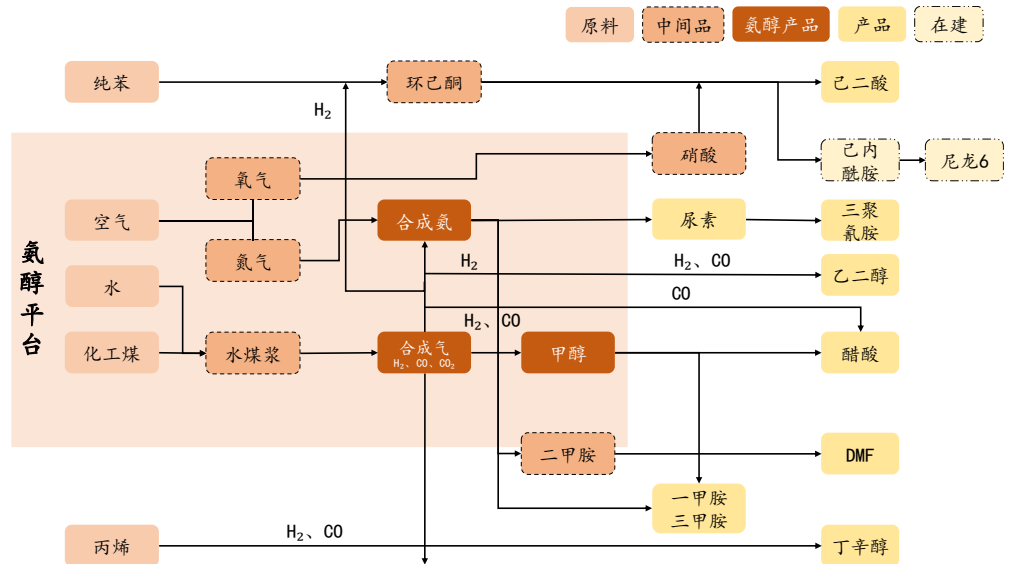 原料
中间品
氨醇产品
产品
在建
纯苯
环己酮
己二酸
H₂
硝酸
己内
酰胺
尼龙6
氧气
空气
合成氨
尿素
三聚
氰胺
氮气
氨醇平台
H₂
H₂、CO
乙二醇
水
CO
H₂、CO
化工煤
水煤浆
合成气
H₂、CO、CO₂
甲醇
醋酸
二甲胺
DMF
一甲胺
三甲胺
H₂、CO
丙烯
丁辛醇